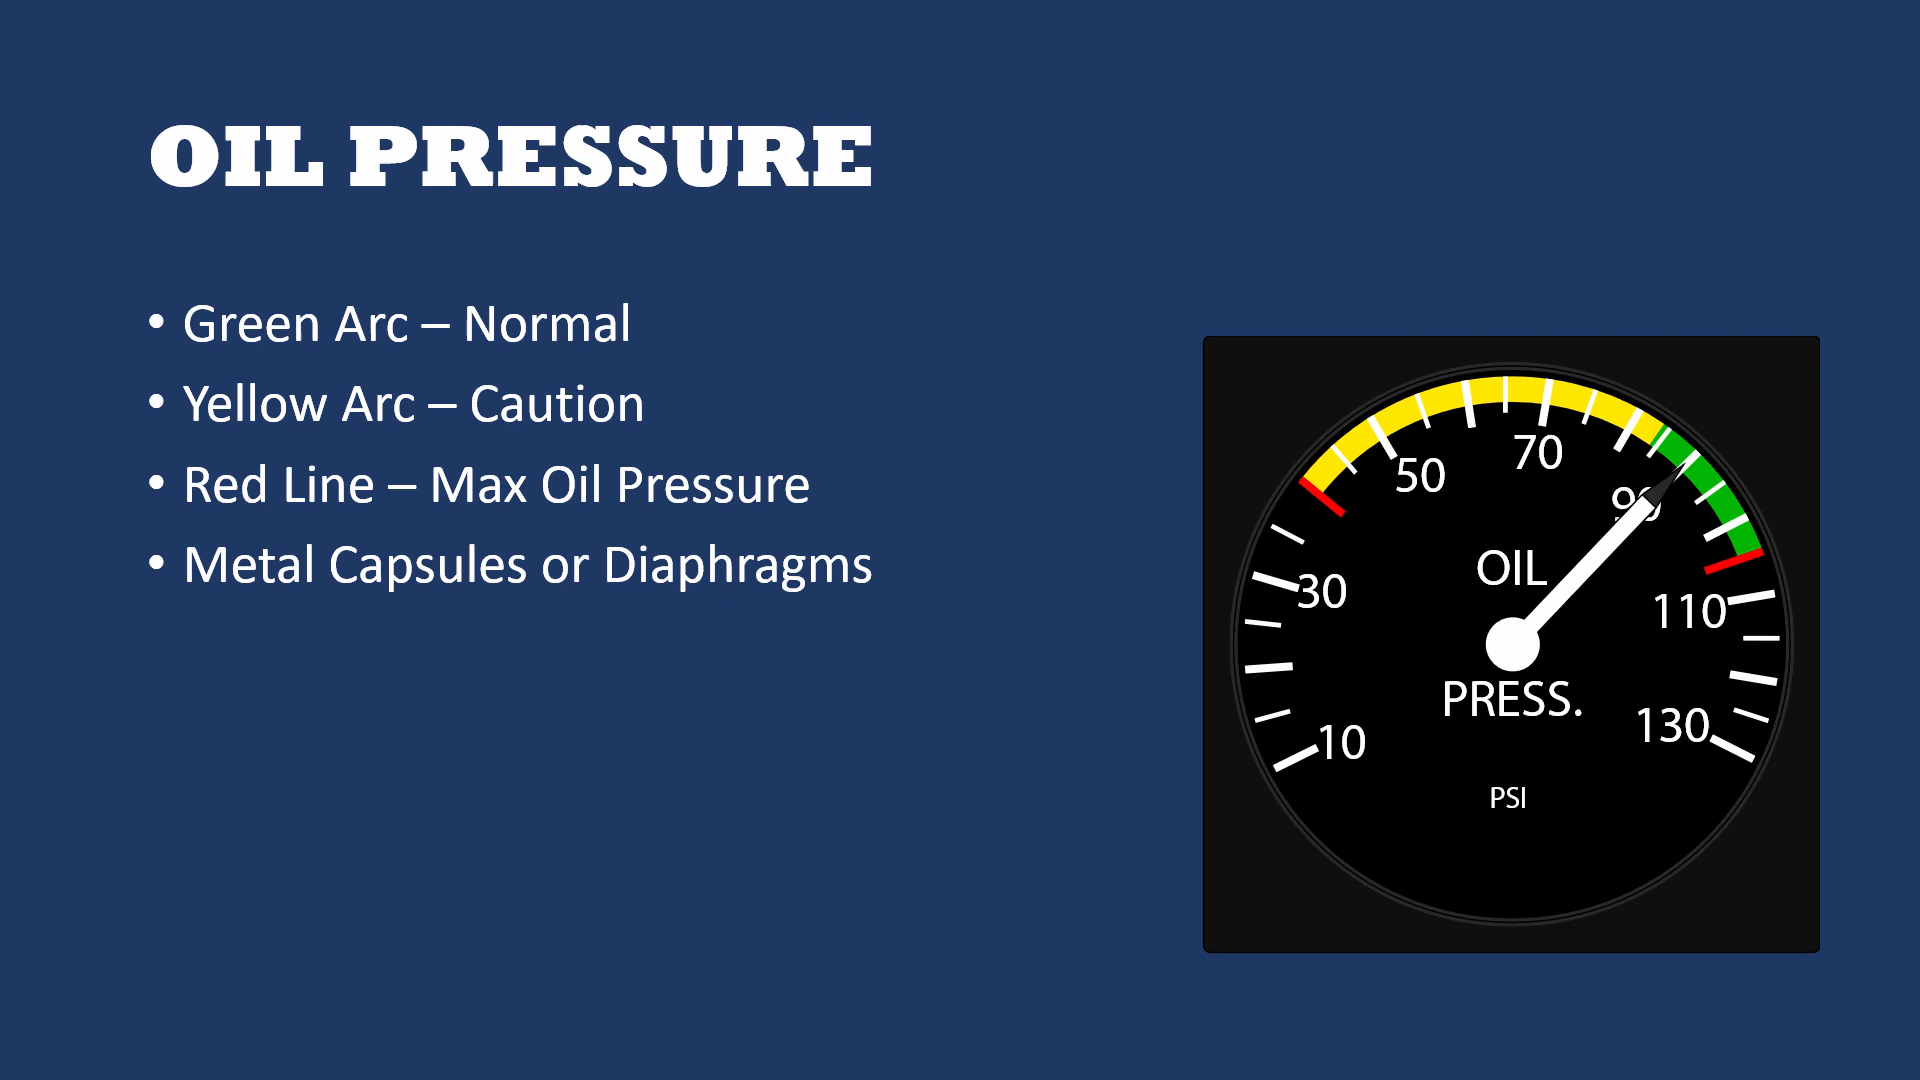 OIL PRESSURE
• Green Arc – Normal
• Yellow Arc – Caution
• Red Line – Max Oil Pressure
• Metal Capsules or Diaphragms
70
50
90
OIL
30
110
PRESS.
130
10
PSI